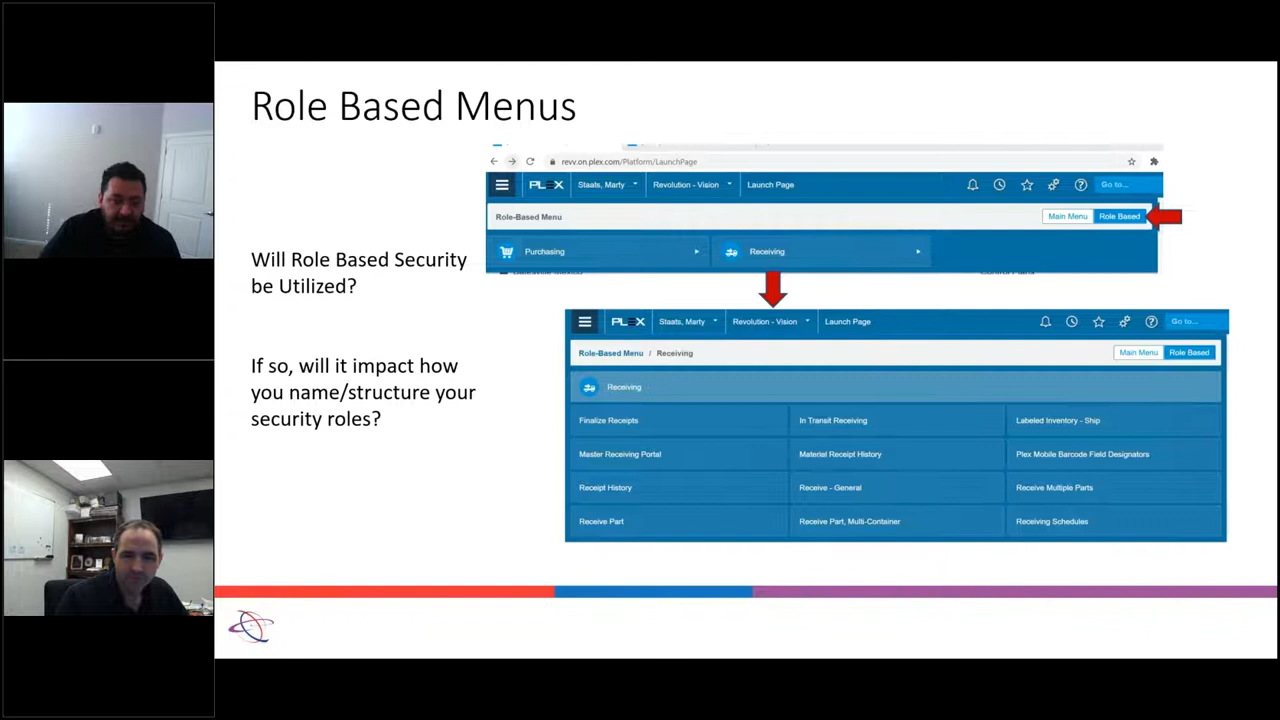 Role Based Menus
revv.on.plex.com/Platform/LaunchPage
PLEX Staats, Marty Revolution - Vision Launch Page Go to...
Role-Based Menu Main Menu Role Based
Purchasing Receiving
Will Role Based Security
be Utilized?
If so, will it impact how
you name/structure your
security roles?
PLEX Staats, Marty Revolution - Vision Launch Page Go to...
Role-Based Menu / Receiving Main Menu Role Based
Receiving
Finalize Receipts In Transit Receiving Labeled Inventory - Ship
Master Receiving Portal Material Receipt History Plex Mobile Barcode Field Designators
Receipt History Receive - General Receive Multiple Parts
Receive Part Receive Part, Multi-Container Receiving Schedules